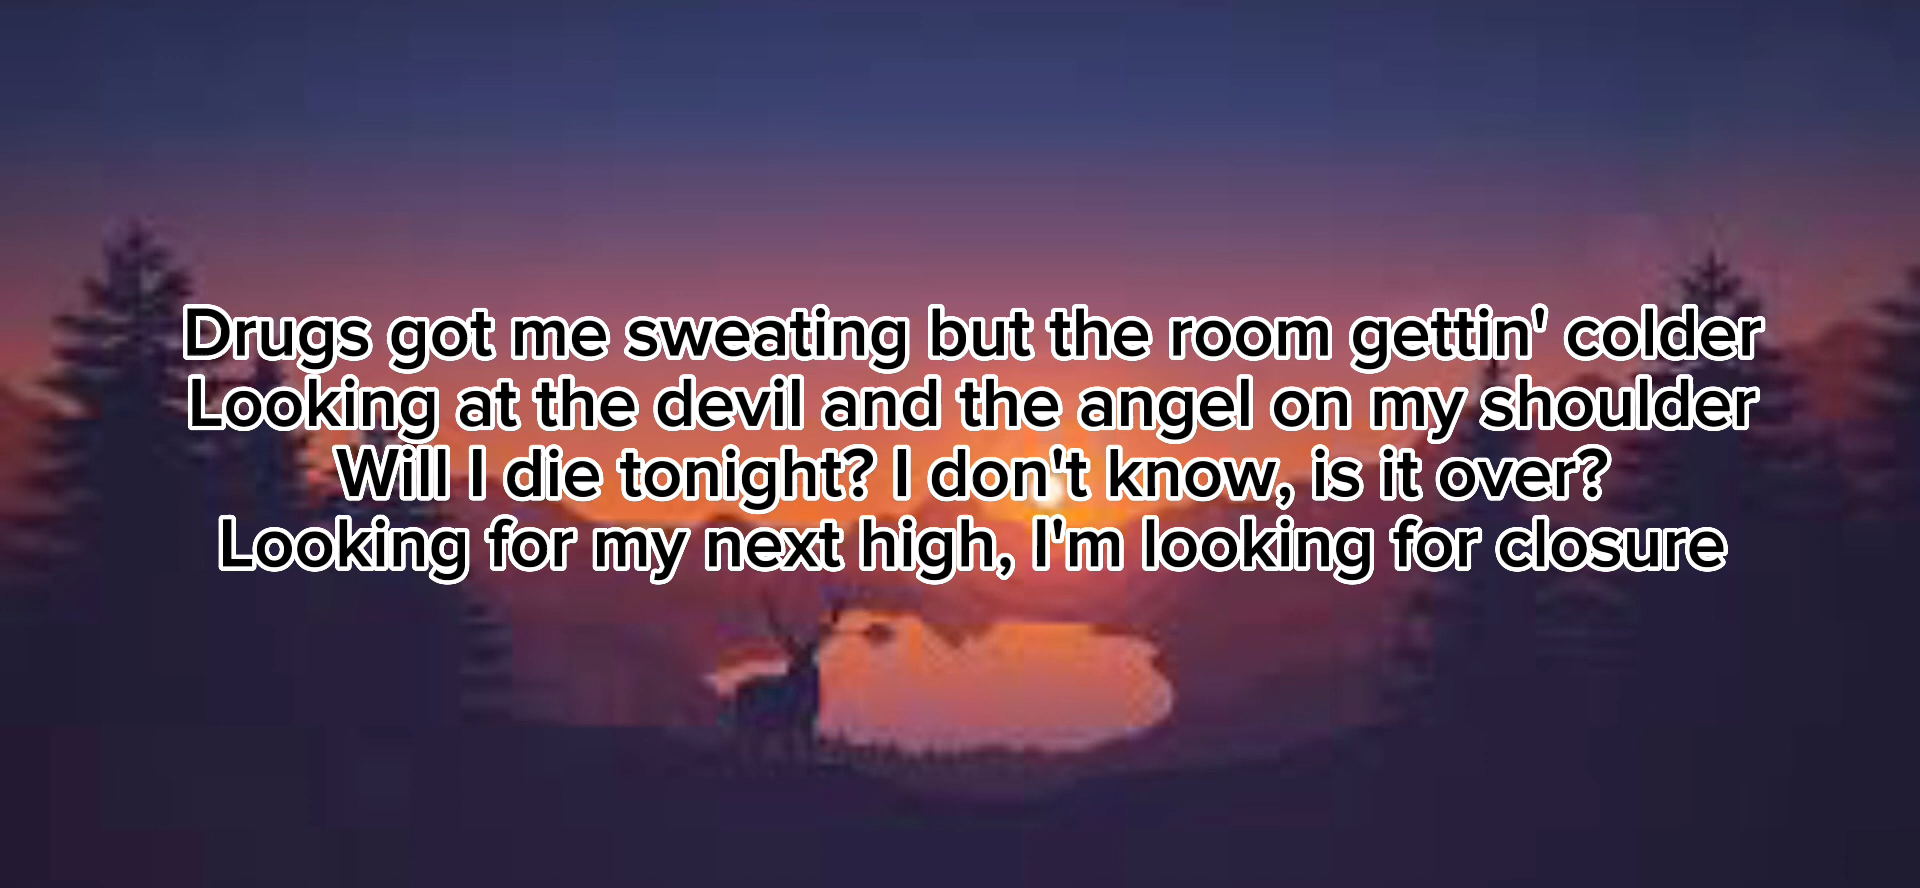 Drugs got me sweating but the room gettin' colder
Looking at the devil and the angel on my shoulder
Will I die tonight? I don't know, is it over?
Looking for my next high, I'm looking for closure